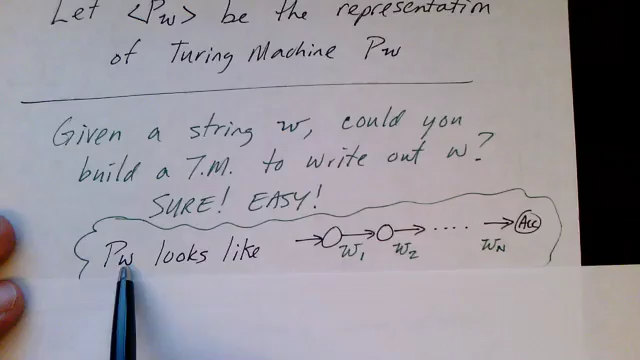 Let <Pw> be the representation
of Turing Machine Pw
Given a string w, could you
build a T.M. to write out w?
SURE! EASY!
Pw looks like → → → Acc
w1 w2 .... wN